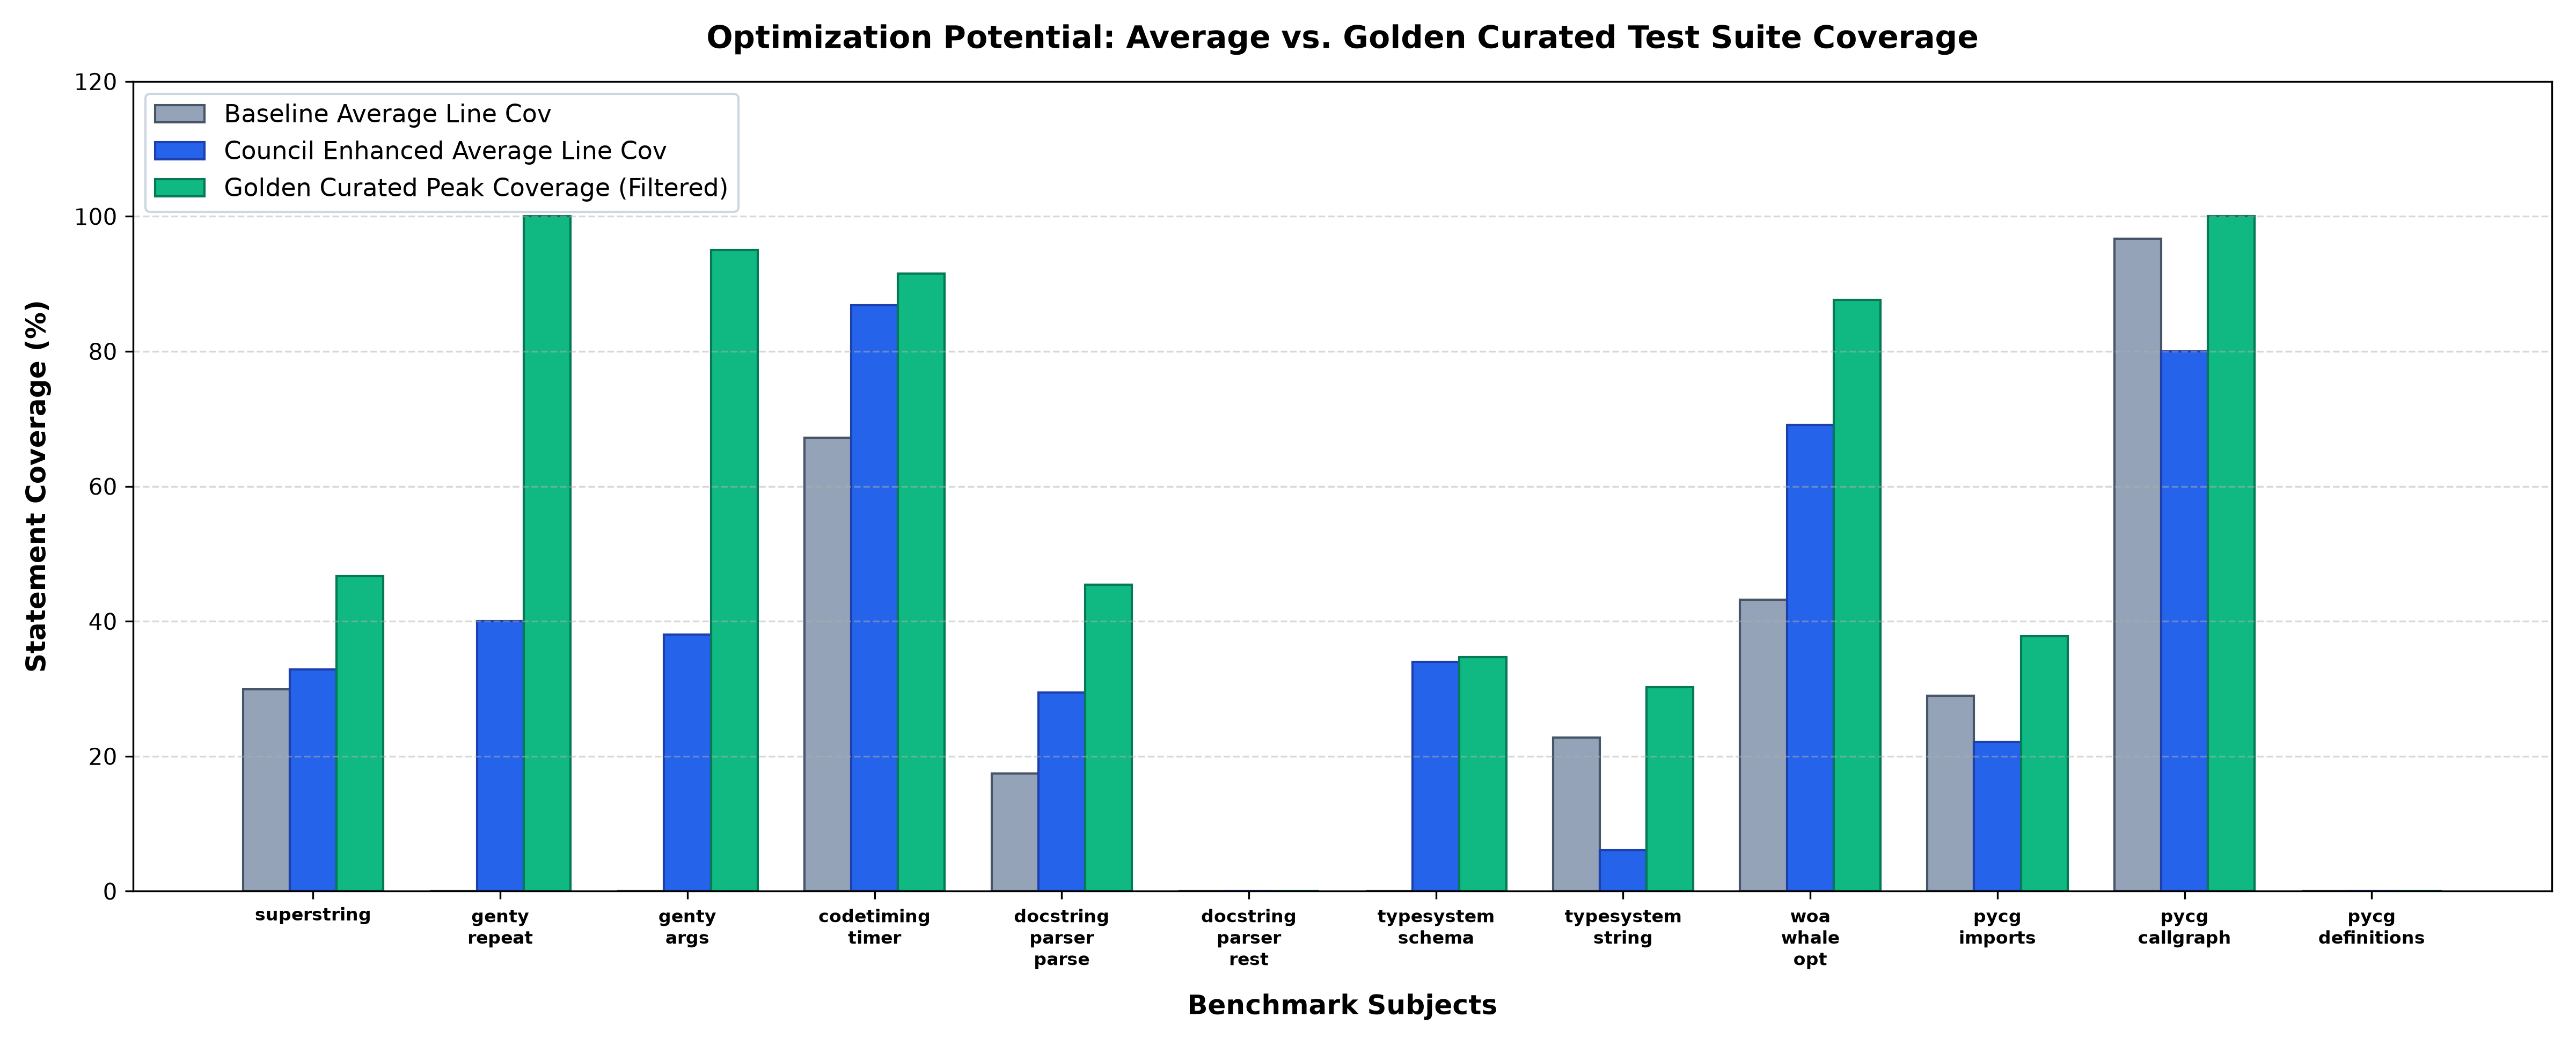 Optimization Potential: Average vs. Golden Curated Test Suite Coverage
Baseline Average Line Cov
Council Enhanced Average Line Cov
Golden Curated Peak Coverage (Filtered)
Statement Coverage (%)
120
100
80
60
40
20
0
superstring
genty
repeat
genty
args
codetiming
timer
docstring
parser
parse
docstring
parser
rest
typesystem
schema
typesystem
string
woa
whale
opt
pycg
imports
pycg
callgraph
pycg
definitions
Benchmark Subjects